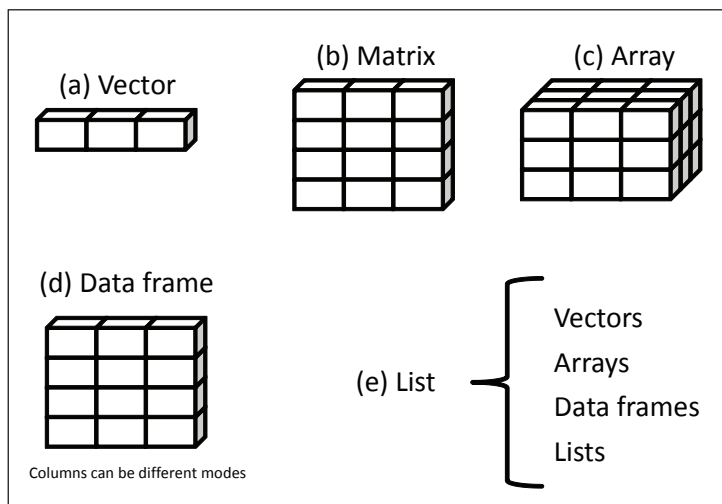 (a) Vector
(b) Matrix
(c) Array
(d) Data frame
Columns can be different modes
(e) List
Vectors
Arrays
Data frames
Lists